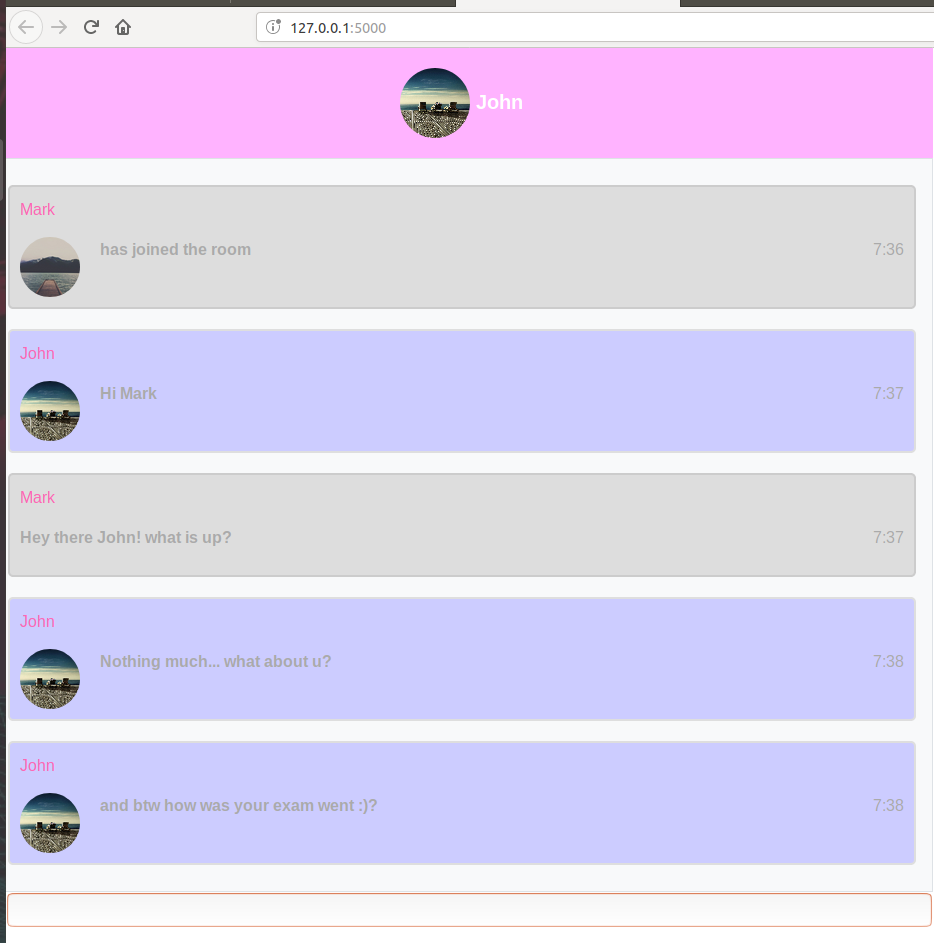 127.0.0.1:5000
John
Mark
has joined the room 7:36
John
Hi Mark 7:37
Mark
Hey there John! what is up? 7:37
John
Nothing much... what about u? 7:38
John
and btw how was your exam went :)? 7:38